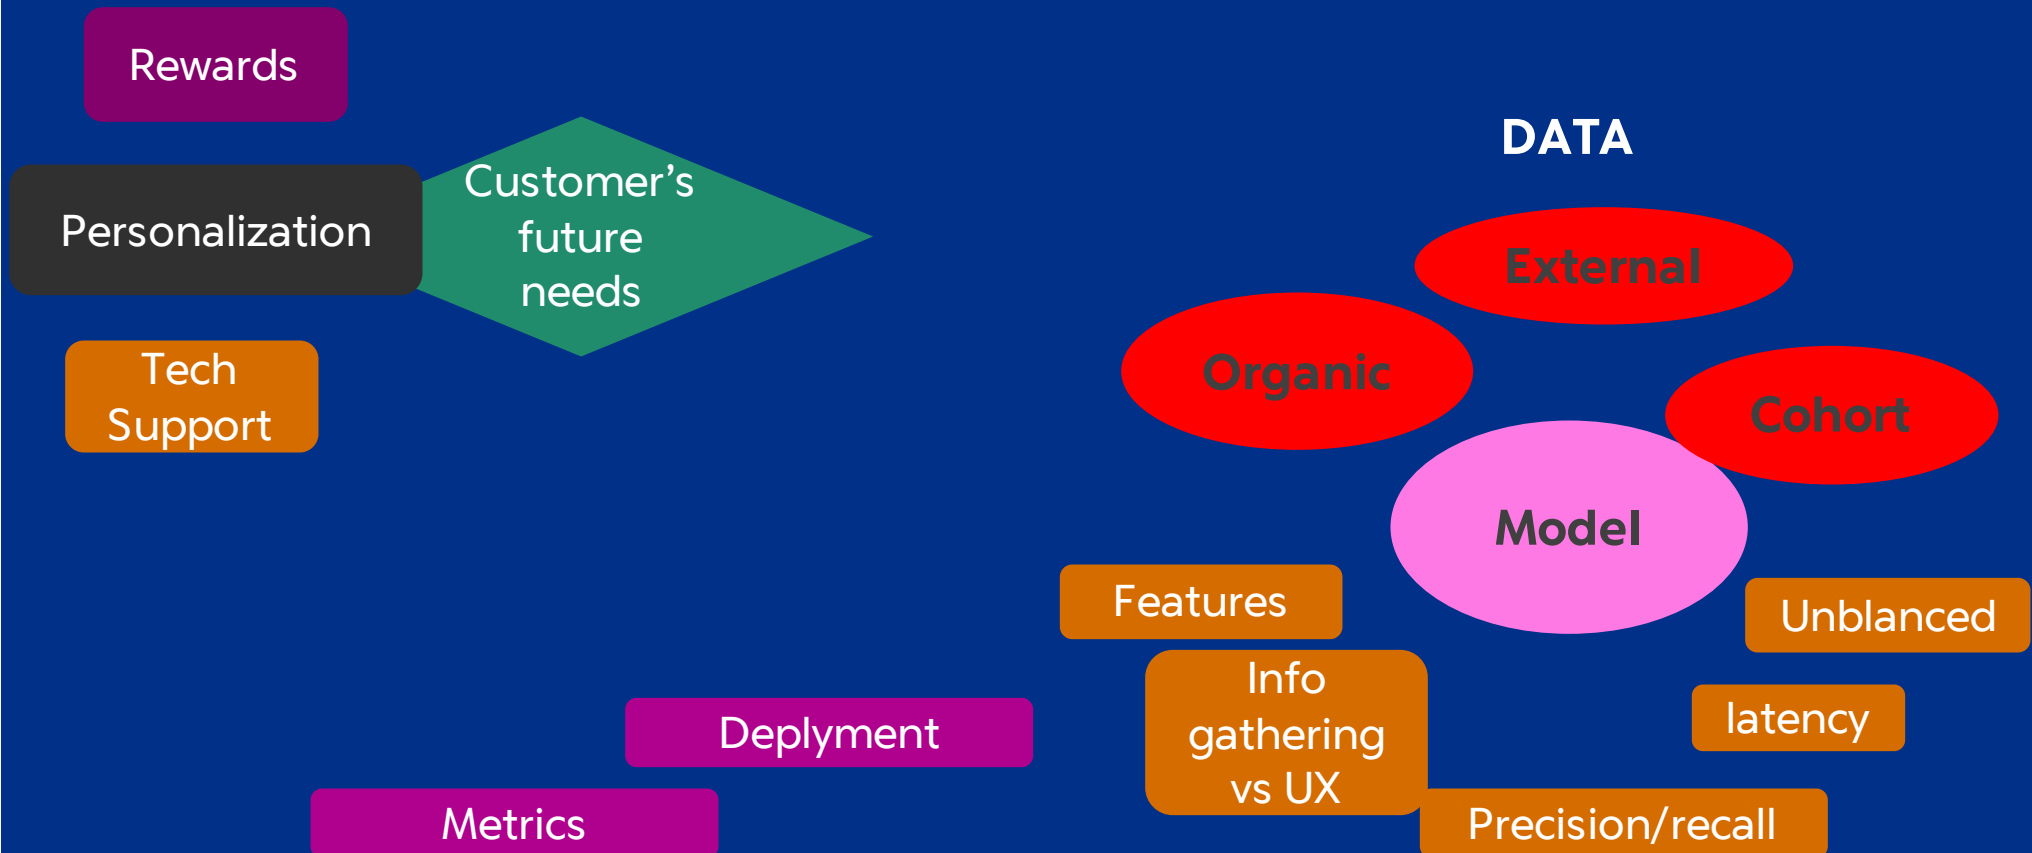 Rewards
Personalization
Tech
Support
Customer’s
future
needs
DATA
External
Organic
Cohort
Model
Features
Unblanced
Info
gathering
vs UX
latency
Deplyment
Metrics
Precision/recall